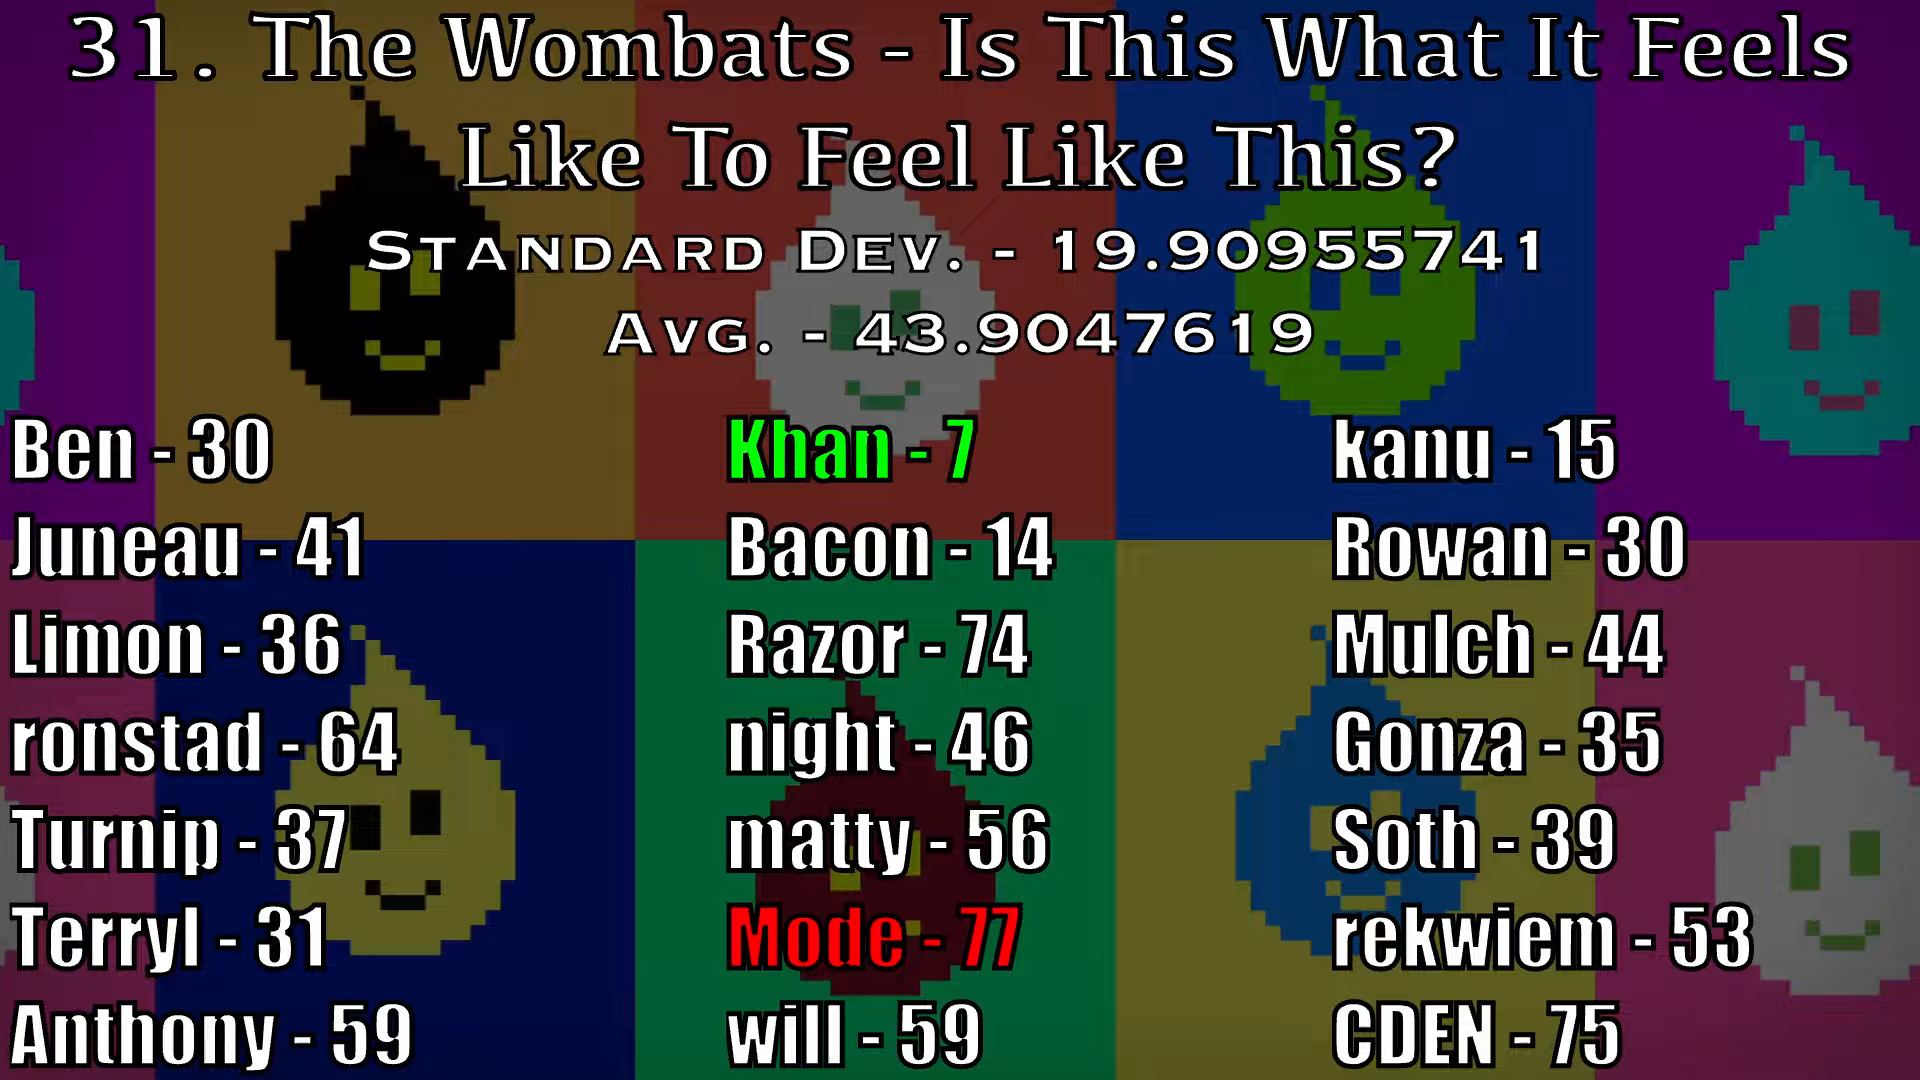 31. The Wombats - Is This What It Feels
Like To Feel Like This?
Standard Dev. - 19.90955741
Avg. - 43.9047619
Ben - 30
Juneau - 41
Limon - 36
ronstad - 64
Turnip - 37
Terryl - 31
Anthony - 59
Khan - 7
Bacon - 14
Razor - 74
night - 46
matty - 56
Mode - 77
will - 59
kanu - 15
Rowan - 30
Mulch - 44
Gonza - 35
Soth - 39
rekwiem - 53
CDEN - 75